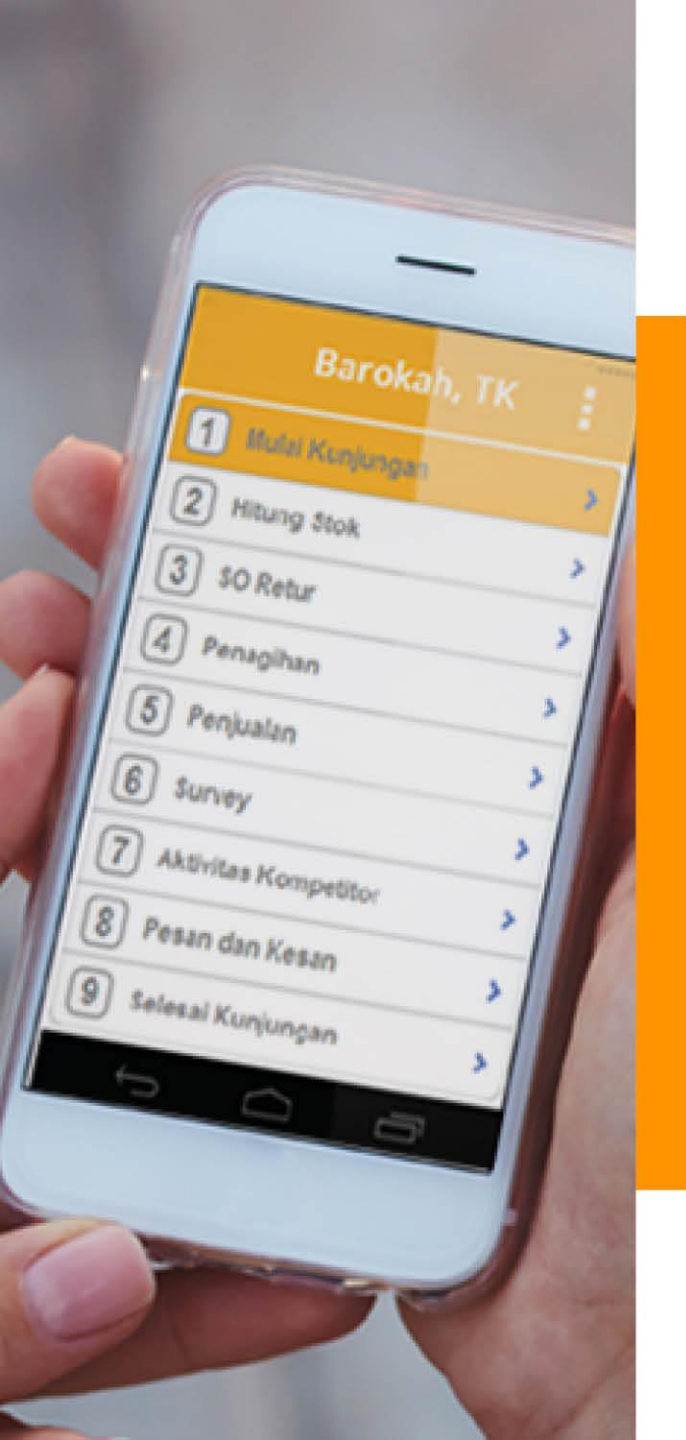 Barokah, TK
1 Mulai Kunjungan
2 Hitung Stok
3 SO Retur
4 Penagihan
5 Penjualan
6 Survey
7 Aktivitas Kompetitor
8 Pesan dan Kesan
9 Selesai Kunjungan